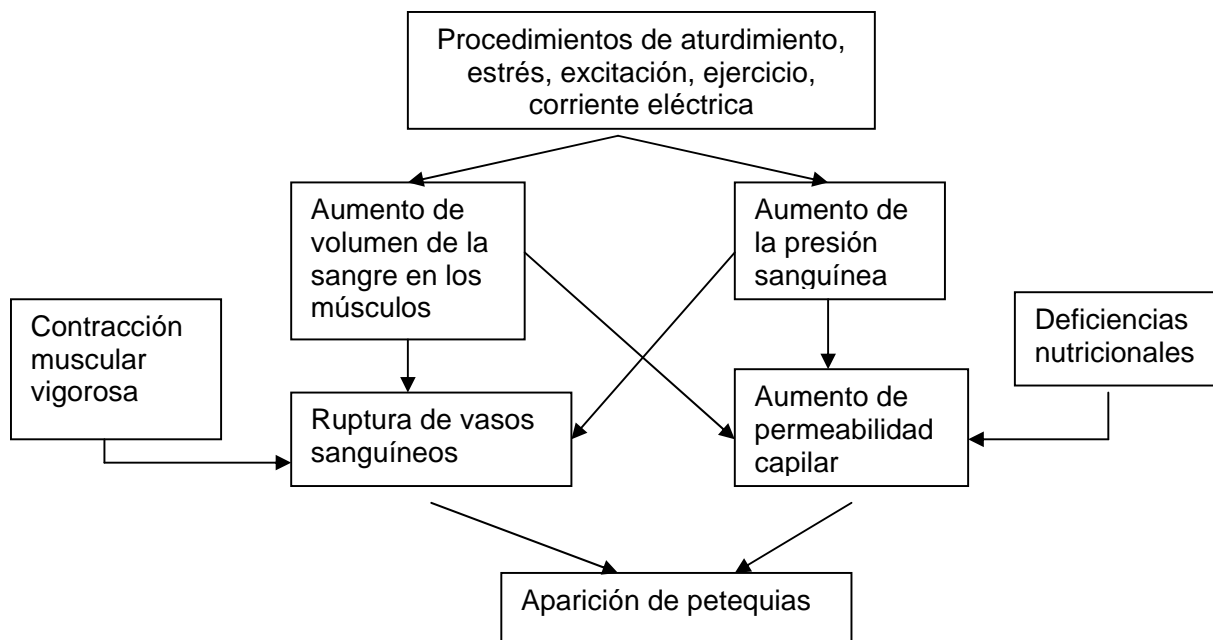 Procedimientos de aturdimiento,
estrés, excitación, ejercicio,
corriente eléctrica
Aumento de
volumen de la
sangre en los
músculos
Aumento de
la presión
sanguínea
Contracción
muscular
vigorosa
Deficiencias
nutricionales
Ruptura de vasos
sanguíneos
Aumento de
permeabilidad
capilar
Aparición de petequias